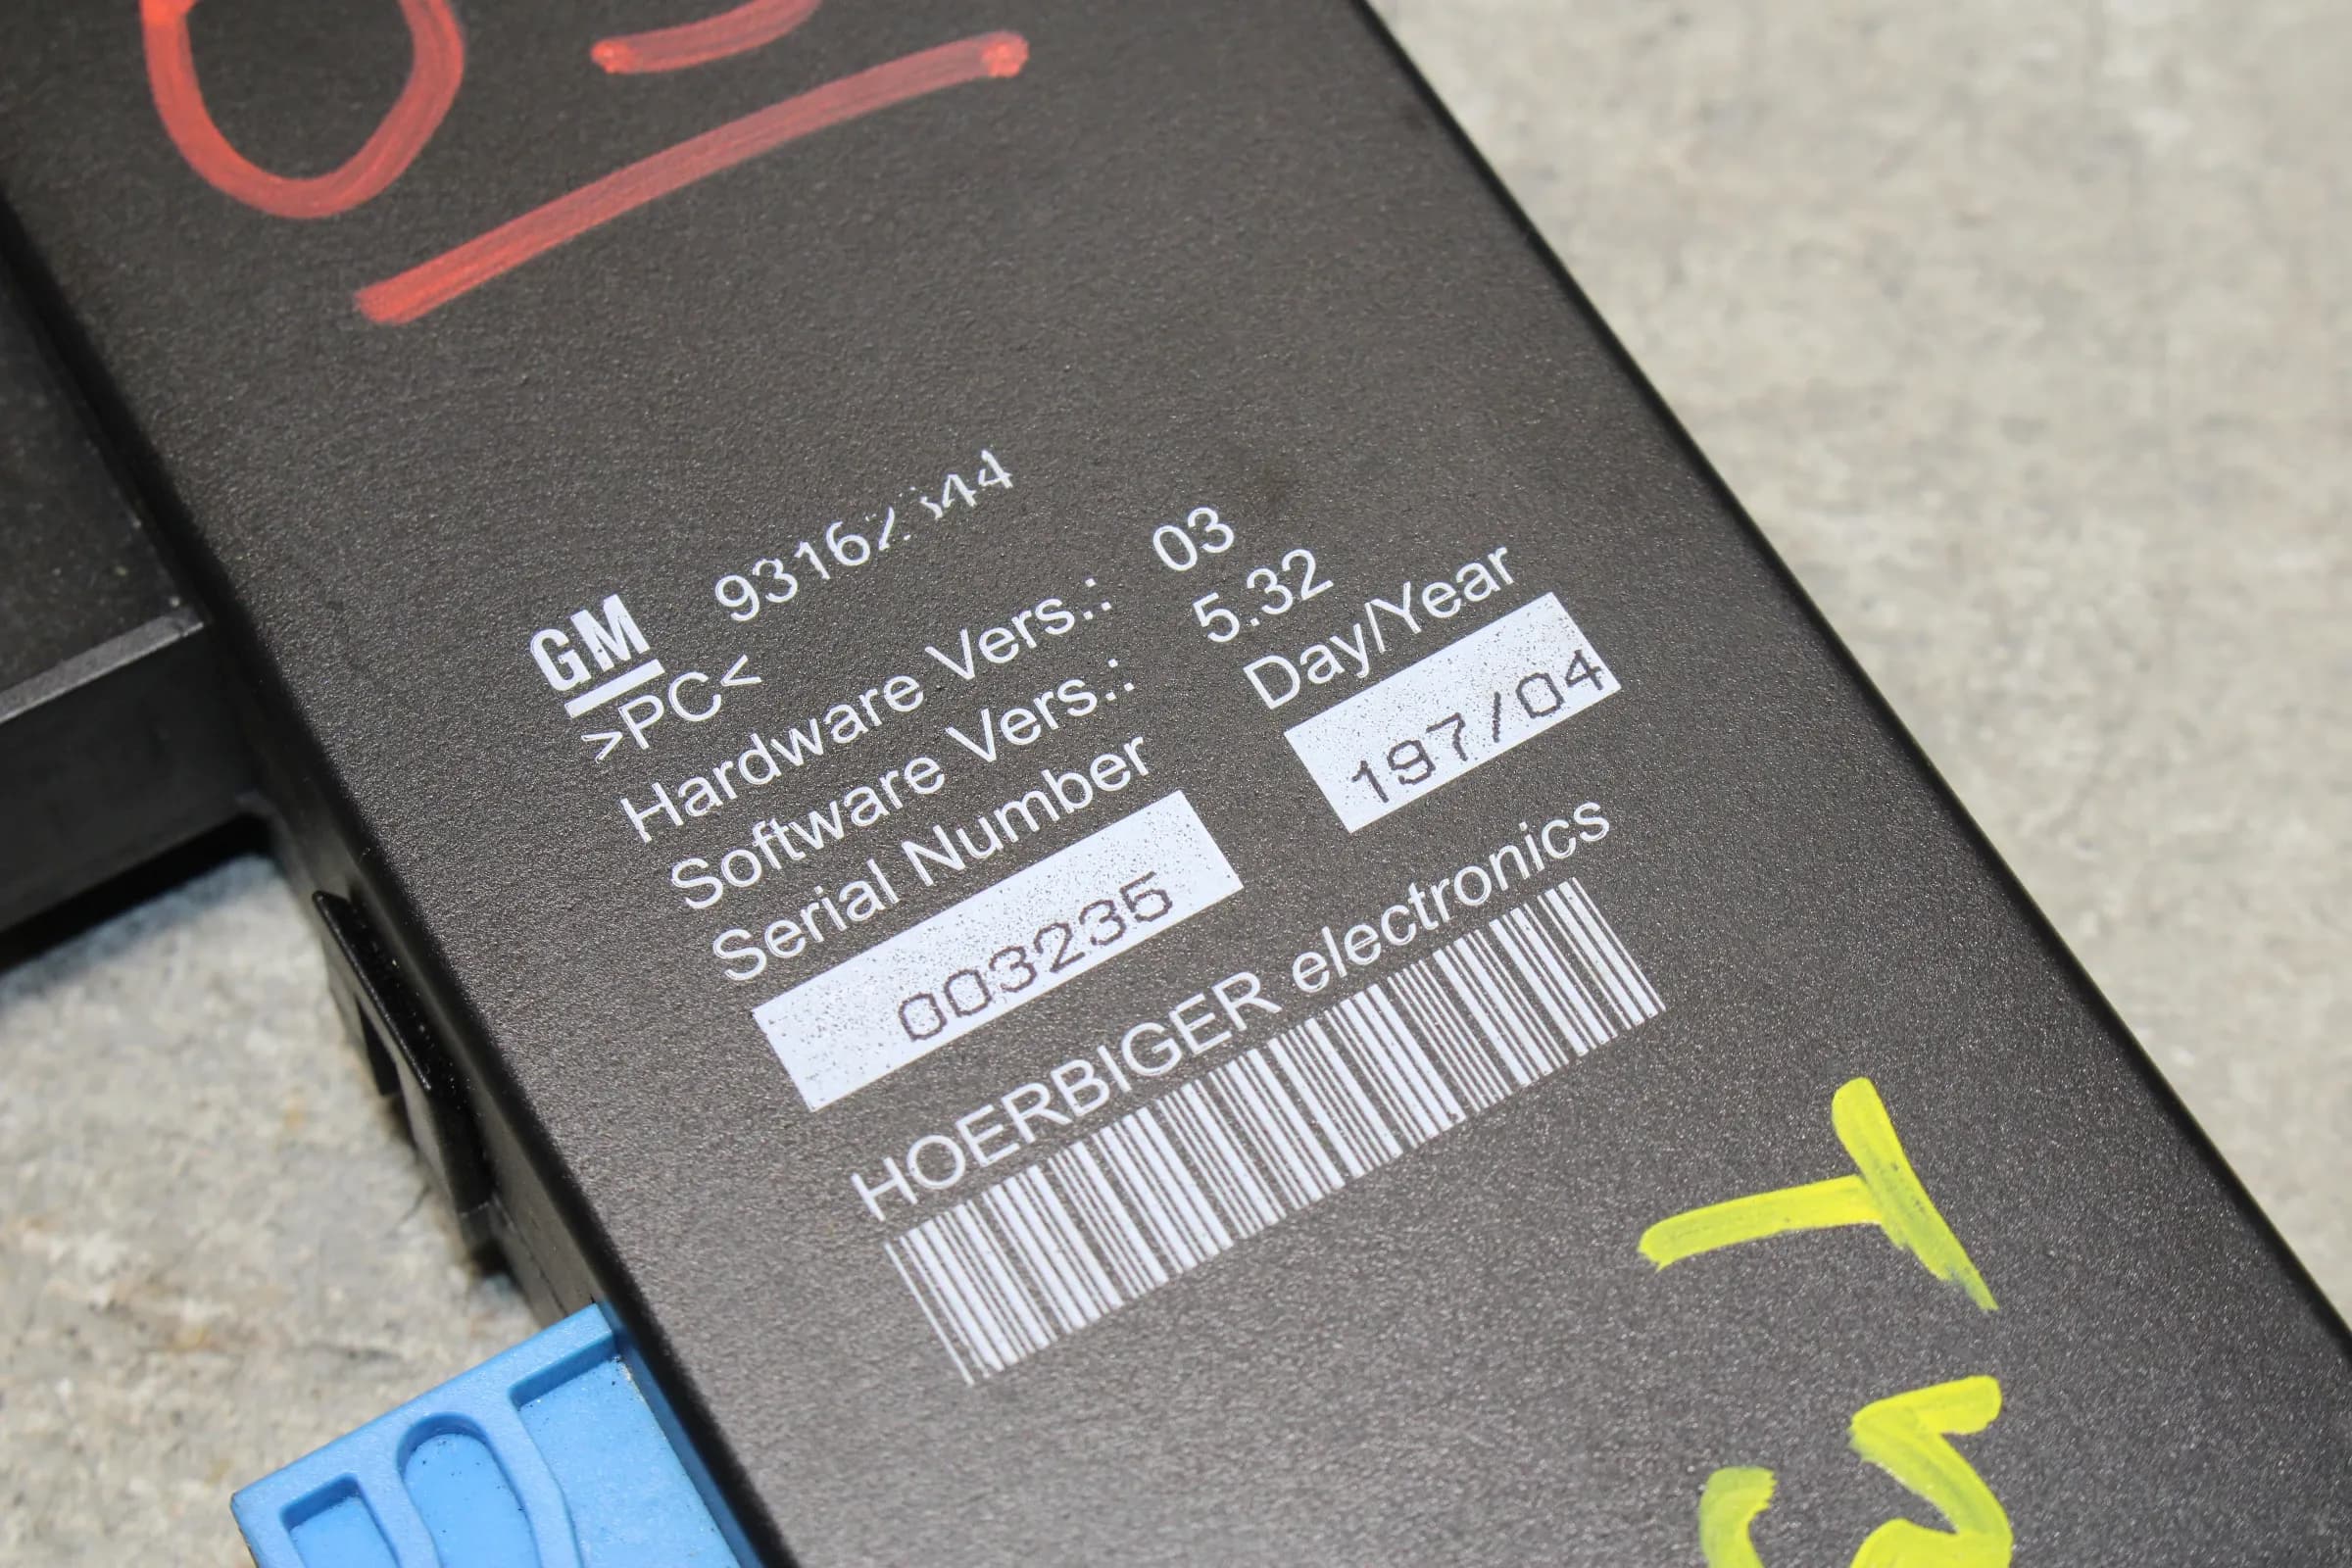 GM
>PC<
Hardware Vers.: 03
Software Vers.: 5.32
Serial Number Day/Year
003235 197/04
HOERBIGER electronics